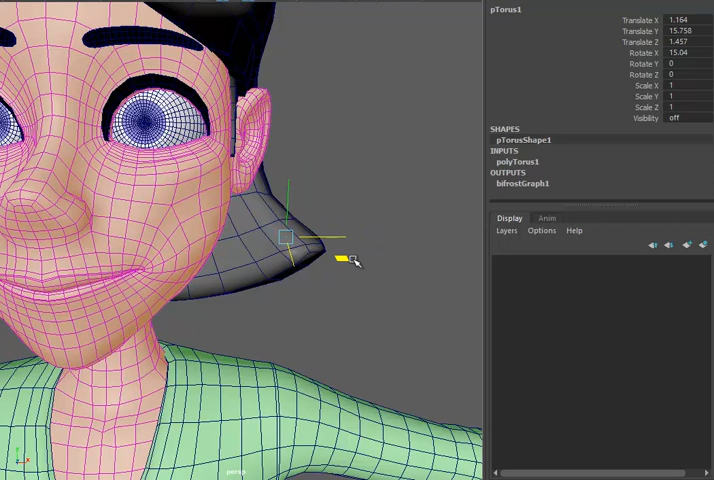 pTorus1
Translate X 1.164
Translate Y 15.758
Translate Z 1.457
Rotate X 15.04
Rotate Y 0
Rotate Z 0
Scale X 1
Scale Y 1
Scale Z 1
Visibility off
SHAPES
pTorusShape1
INPUTS
polyTorus1
OUTPUTS
bifrostGraph1
Display Anim
Layers Options Help
persp